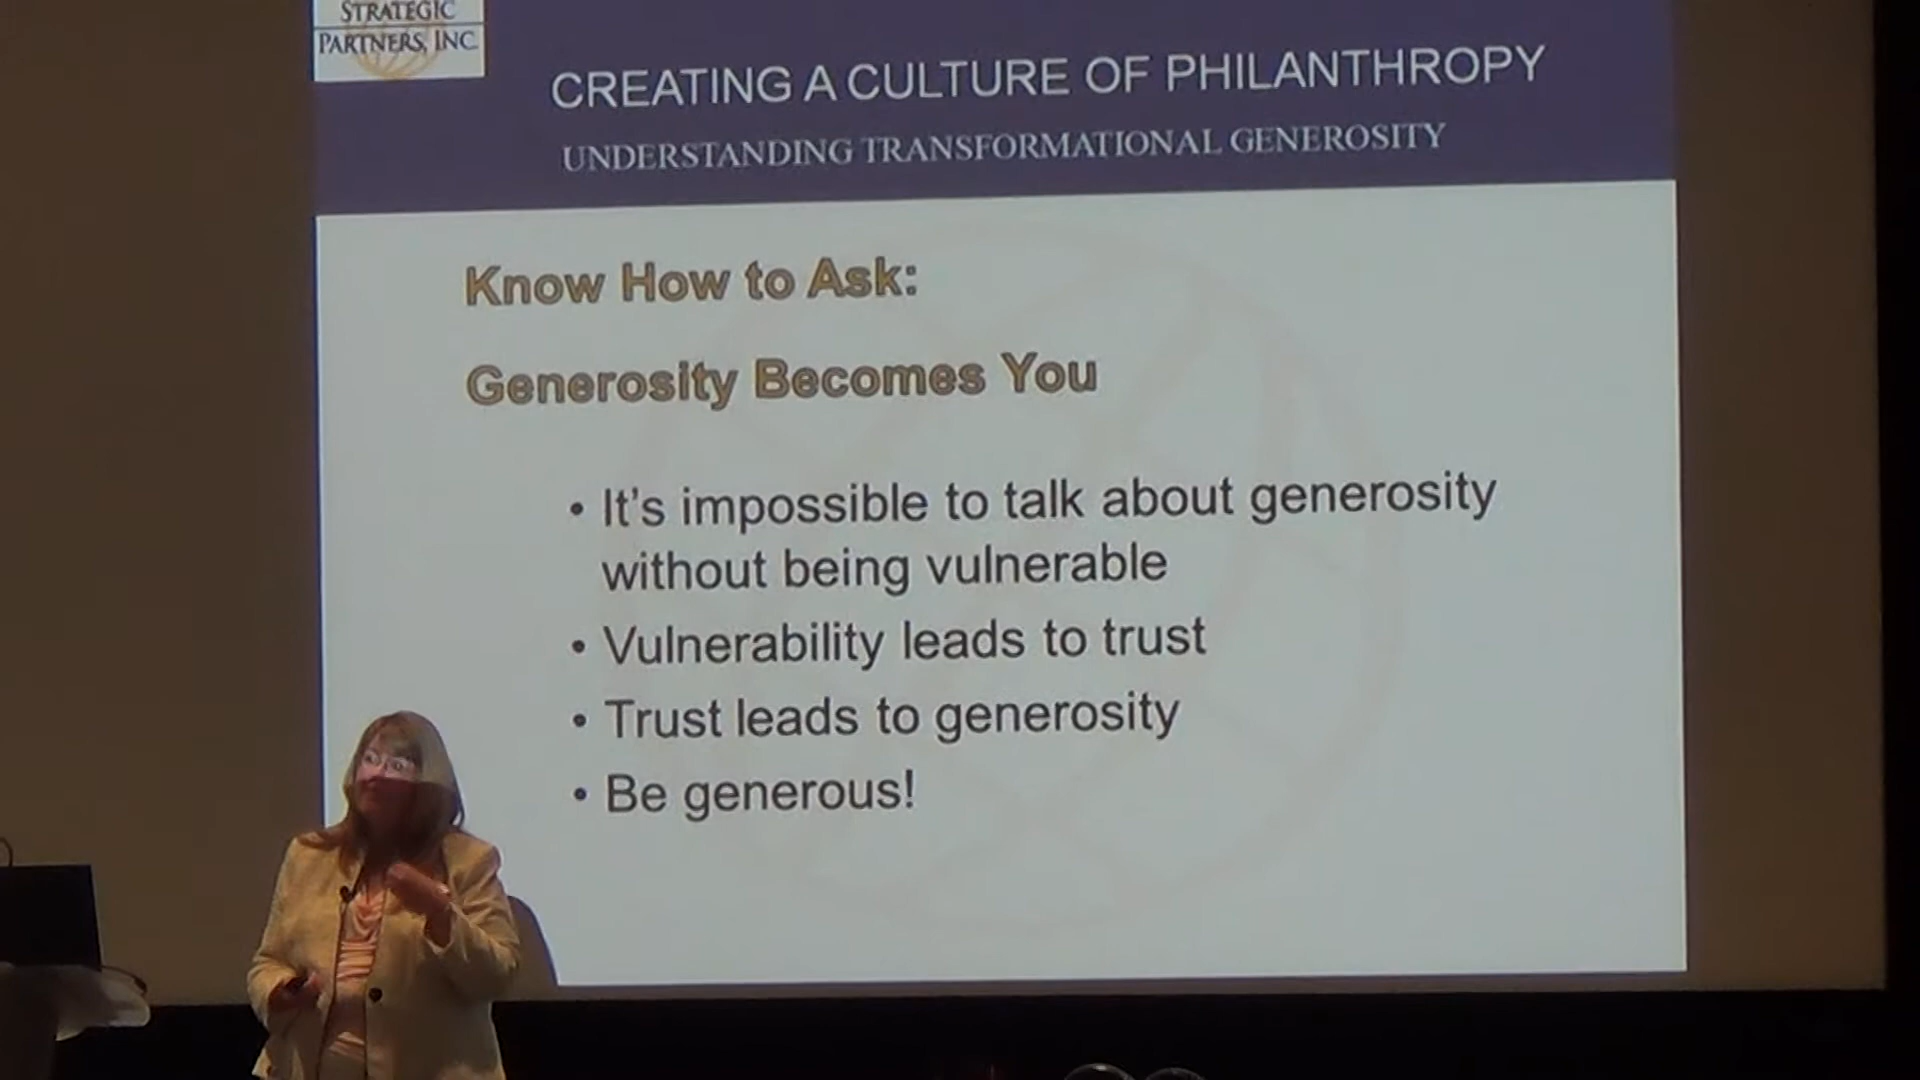 STRATEGIC
PARTNERS, INC.
CREATING A CULTURE OF PHILANTHROPY
UNDERSTANDING TRANSFORMATIONAL GENEROSITY
Know How to Ask:
Generosity Becomes You
• It's impossible to talk about generosity
without being vulnerable
• Vulnerability leads to trust
• Trust leads to generosity
• Be generous!